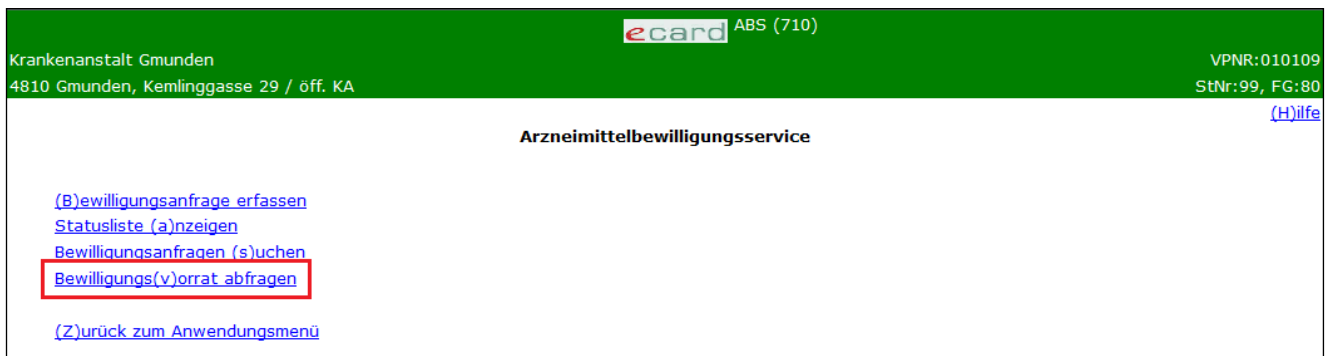 ecard ABS (710)
Krankenanstalt Gmunden VPNR:010109
4810 Gmunden, Kemlinggasse 29 / öff. KA StNr:99, FG:80
(H)ilfe
Arzneimittelbewilligungsservice
(B)ewilligungsanfrage erfassen
Statusliste (a)nzeigen
Bewilligungsanfragen (s)uchen
Bewilligungs(v)orrat abfragen
(Z)urück zum Anwendungsmenü